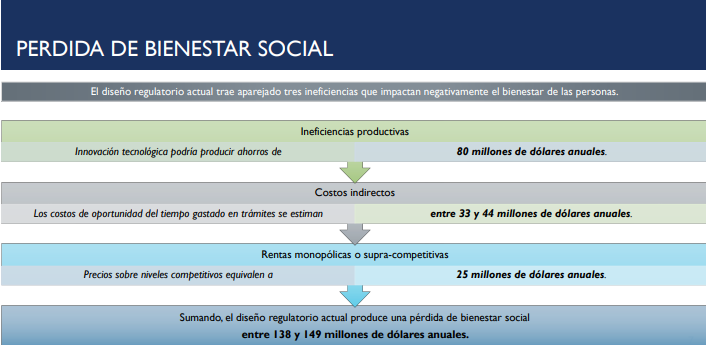 PERDIDA DE BIENESTAR SOCIAL
El diseño regulatorio actual trae aparejado tres ineficiencias que impactan negativamente el bienestar de las personas.
Ineficiencias productivas
Innovación tecnológica podría producir ahorros de
80 millones de dólares anuales.
Costos indirectos
Los costos de oportunidad del tiempo gastado en trámites se estiman
entre 33 y 44 millones de dólares anuales.
Rentas monopólicas o supra-competitivas
Precios sobre niveles competitivos equivalen a
25 millones de dólares anuales.
Sumando, el diseño regulatorio actual produce una pérdida de bienestar social
entre 138 y 149 millones de dólares anuales.